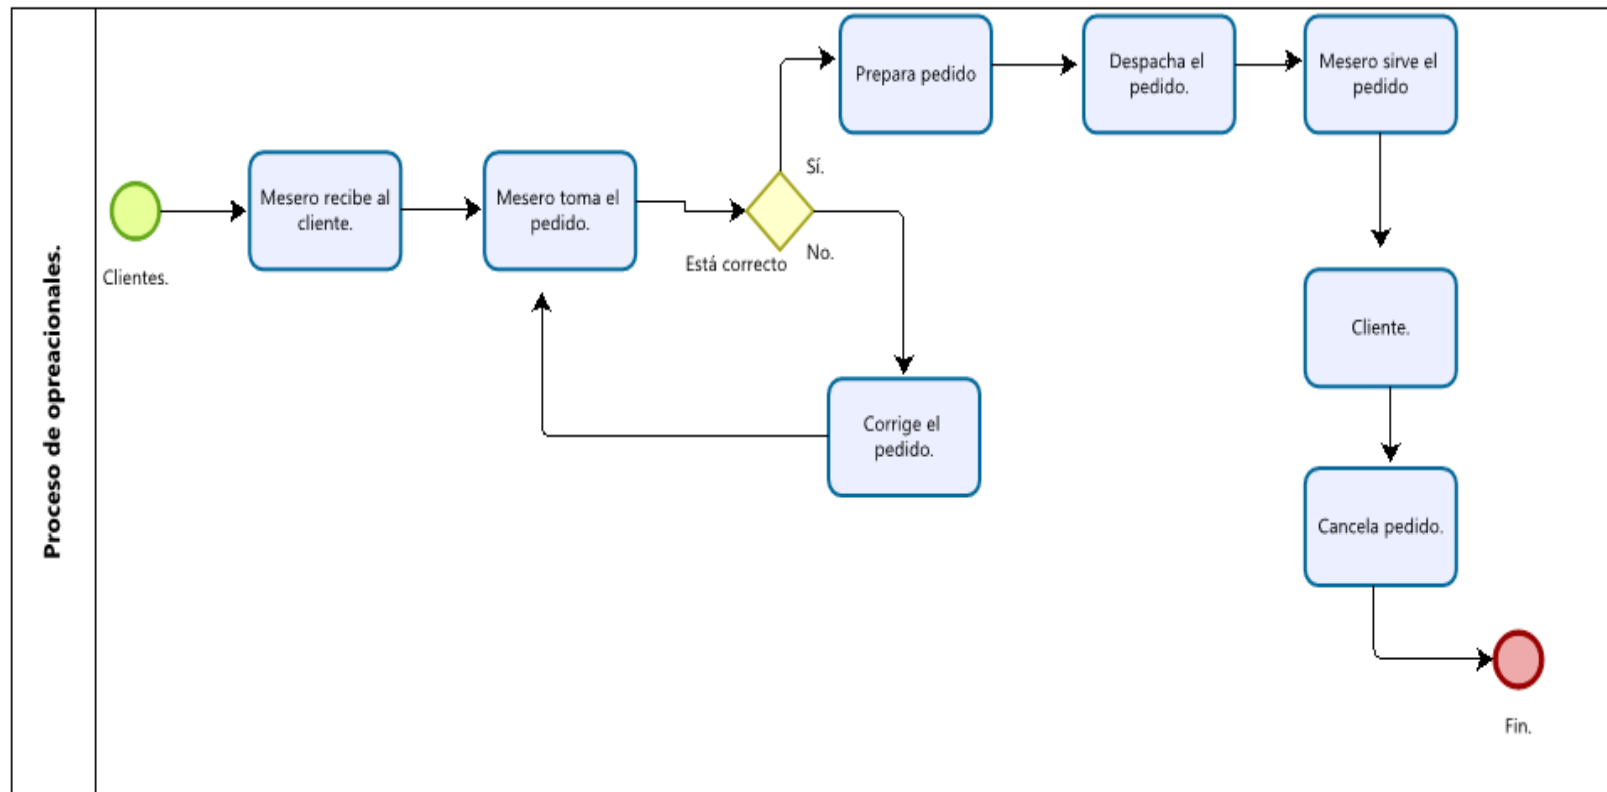 Proceso de opreacionales.
Clientes.
Mesero recibe al
cliente.
Mesero toma el
pedido.
Está correcto
Sí.
No.
Prepara pedido
Despacha el
pedido.
Mesero sirve el
pedido
Corrige el
pedido.
Cliente.
Cancela pedido.
Fin.